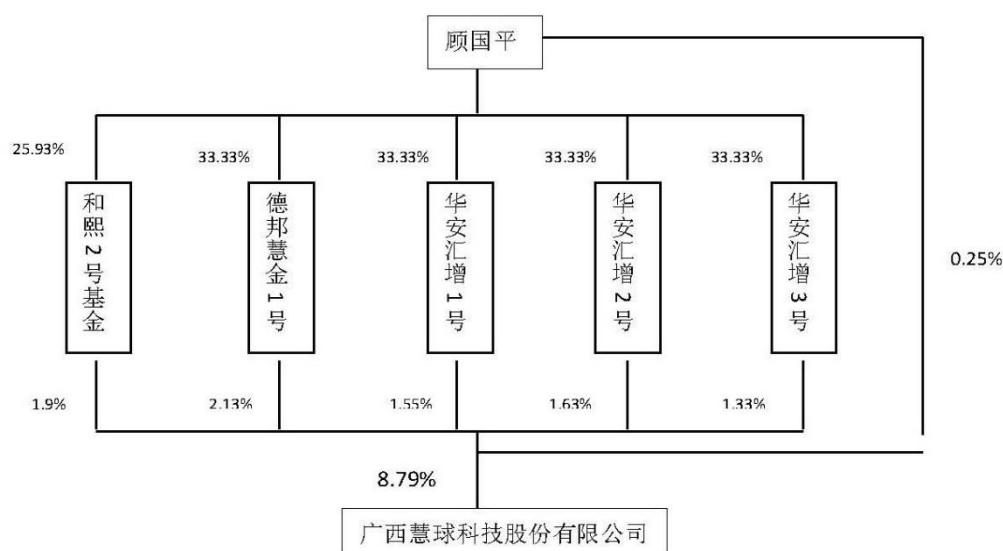 顾国平
25.93%
33.33%
33.33%
33.33%
33.33%
和熙2号基金
德邦慧金1号
华安汇增1号
华安汇增2号
华安汇增3号
0.25%
1.9%
2.13%
1.55%
1.63%
1.33%
8.79%
广西慧球科技股份有限公司